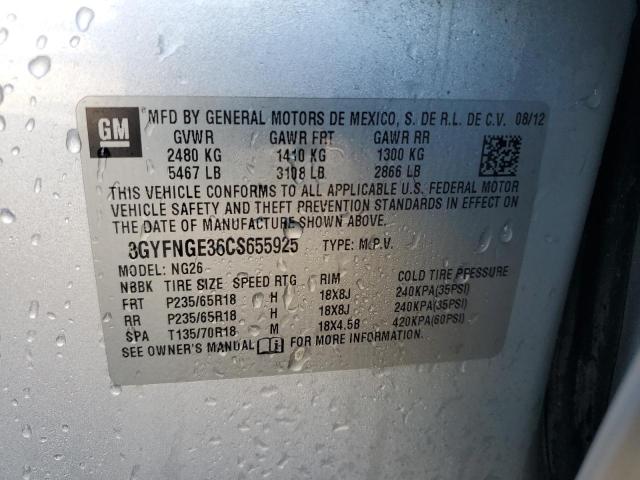 GM
MFD BY GENERAL MOTORS DE MEXICO, S. DE R.L. DE C.V. 08/12
GVWR GAWR FRT GAWR RR
2480 KG 1410 KG 1300 KG
5467 LB 3108 LB 2866 LB
THIS VEHICLE CONFORMS TO ALL APPLICABLE U.S. FEDERAL MOTOR
VEHICLE SAFETY AND THEFT PREVENTION STANDARDS IN EFFECT ON
THE DATE OF MANUFACTURE SHOWN ABOVE.
3GYFNGE36CS655925 TYPE: M.P.V.
MODEL: NG26
N8BK TIRE SIZE SPEED RTG RIM COLD TIRE PRESSURE
FRT P235/65R18 H 18X8J 240KPA(35PSI)
RR P235/65R18 H 18X8J 240KPA(35PSI)
SPA T135/70R18 M 18X4.5B 420KPA(60PSI)
SEE OWNER'S MANUAL FOR MORE INFORMATION.